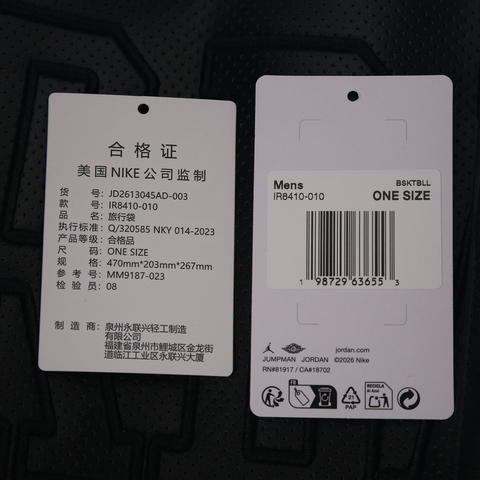 合格证
美国NIKE公司监制
货号: JD2613045AD-003
款号: IR8410-010
品名: 旅行袋
执行标准: Q/320585 NKY 014-2023
产品等级: 合格品
尺码: ONE SIZE
规格: 470mm*203mm*267mm
参考号: MM9187-023
检验员: 08
制造商: 泉州永联兴轻工制造
有限公司
福建省泉州市鲤城区金龙街
道临江工业区永联兴大厦
Mens BSKTBLL
IR8410-010 ONE SIZE
1 98729 63655 3
JUMPMAN JORDAN jordan.com
©2026 Nike
RN#81917 / CA#18702
FR
21
PAP
RECICLA
al Azul